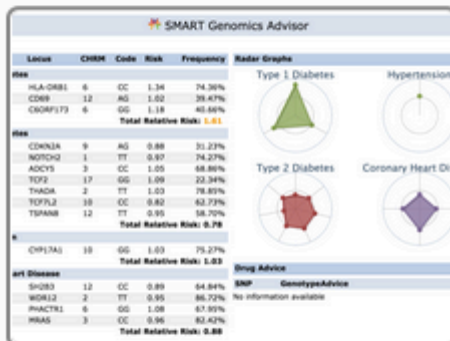 SMART Genomics Advisor
Locus CHRM Code Risk Frequency
Radar Graphs
tes
HLA-DRB1 6 CC 1.34 74.36%
CD69 12 AG 1.02 39.47%
C6ORF173 6 GG 1.18 40.66%
Total Relative Risk: 1.61
tes
CDKN2A 9 AG 0.88 31.23%
NOTCH2 1 TT 0.97 74.27%
ADCY5 3 CC 1.05 68.86%
TCF2 17 GG 1.09 22.34%
THADA 2 TT 1.03 78.85%
TCF7L2 10 CC 0.82 62.73%
TSPAN8 12 TT 0.95 58.70%
Total Relative Risk: 0.78
s
CYP17A1 10 GG 1.03 75.27%
Total Relative Risk: 1.03
art Disease
SH2B3 12 CC 0.89 64.84%
WDR12 2 TT 0.95 86.72%
PHACTR1 6 GG 1.08 67.95%
MRAS 3 CC 0.96 82.42%
Total Relative Risk: 0.88
Type 1 Diabetes
Hypertension
Type 2 Diabetes
Coronary Heart Di
Drug Advice
SNP GenotypeAdvice
No information available